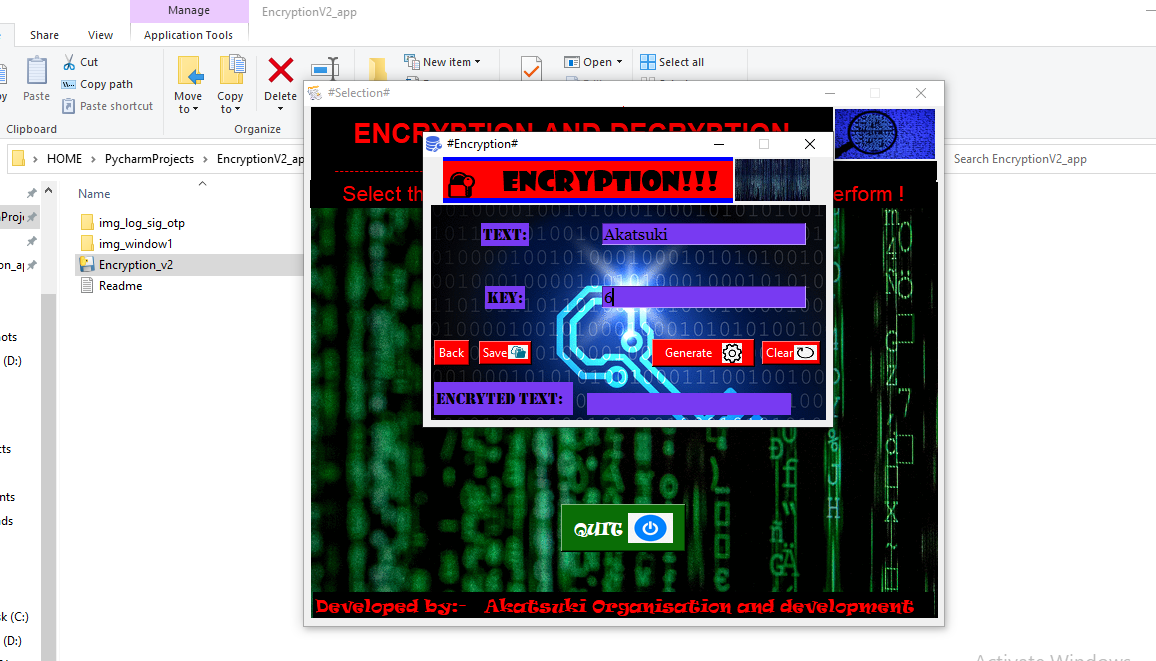 Manage
EncryptionV2_app
Share
View
Application Tools
Cut
Copy path
Paste shortcut
Paste
Clipboard
Move to
Copy to
Delete
Organize
New item
Open
Select all
HOME > PycharmProjects > EncryptionV2_ap
Search EncryptionV2_app
Name
img_log_sig_otp
img_window1
Encryption_v2
Readme
(D:)
(C:)
(D:)
#Selection#
ENCRYPTION AND DECRYPTION
Select th
erform !
#Encryption#
ENCRYPTION!!!
TEXT:
Akatsuki
KEY:
6
Back
Save
Generate
Clear
ENCRYTED TEXT:
QUIT
Developed by:- Akatsuki Organisation and development
Activate Windows